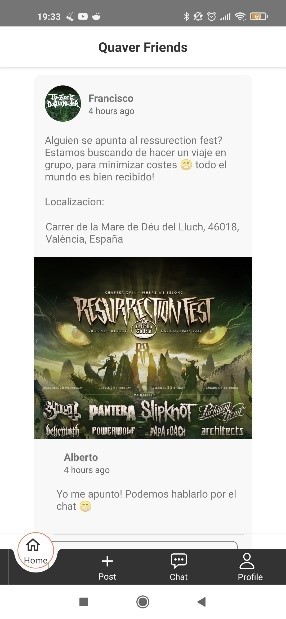 19:33
Quaver Friends
Francisco
4 hours ago
Alguien se apunta al ressurection fest?
Estamos buscando de hacer un viaje en
grupo, para minimizar costes 😁 todo el
mundo es bien recibido!
Localizacion:
Carrer de la Mare de Déu del Lluch, 46018,
València, España
RESURRECTION FEST
GHOST PANTERA SlipKnoT Parkway Drive
Behemoth POWERWOLF PAPA ROACH architects
Alberto
4 hours ago
Yo me apunto! Podemos hablarlo por el
chat 😁
Home
Post
Chat
Profile